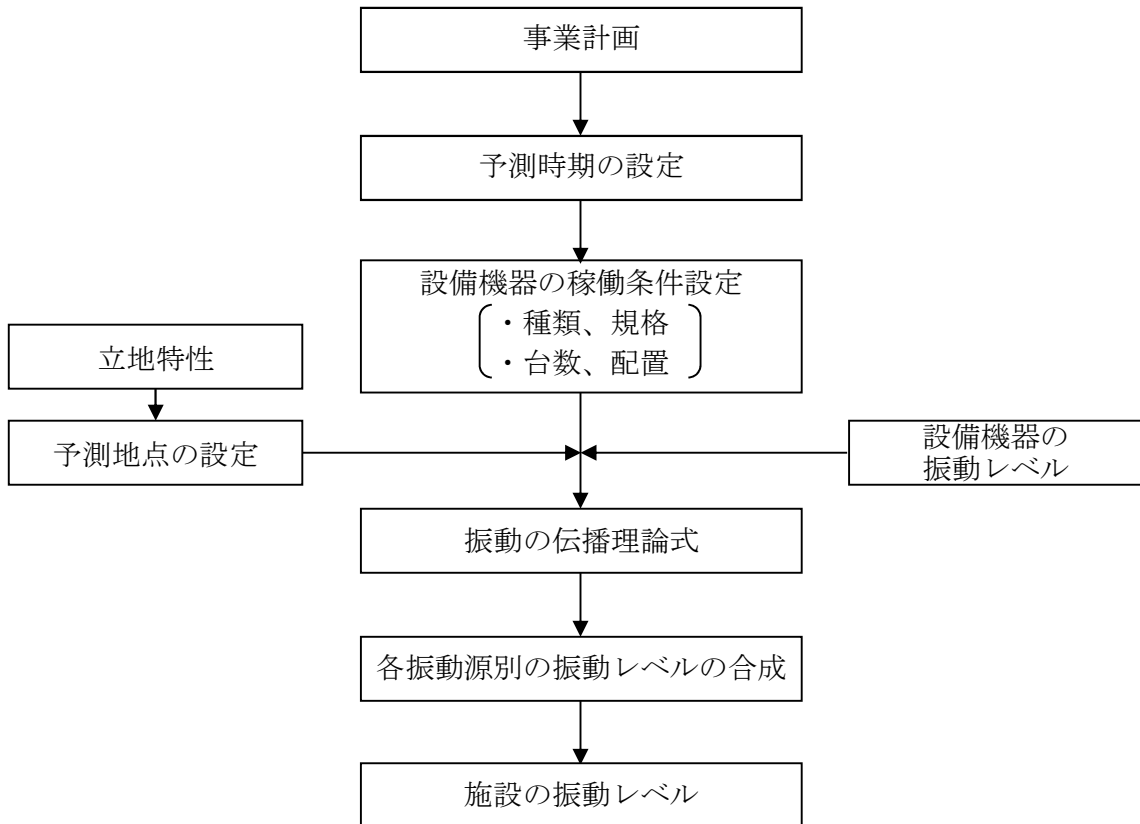 事業計画
予測時期の設定
設備機器の稼働条件設定
・種類、規格
・台数、配置
立地特性
予測地点の設定
設備機器の
振動レベル
振動の伝播理論式
各振動源別の振動レベルの合成
施設の振動レベル